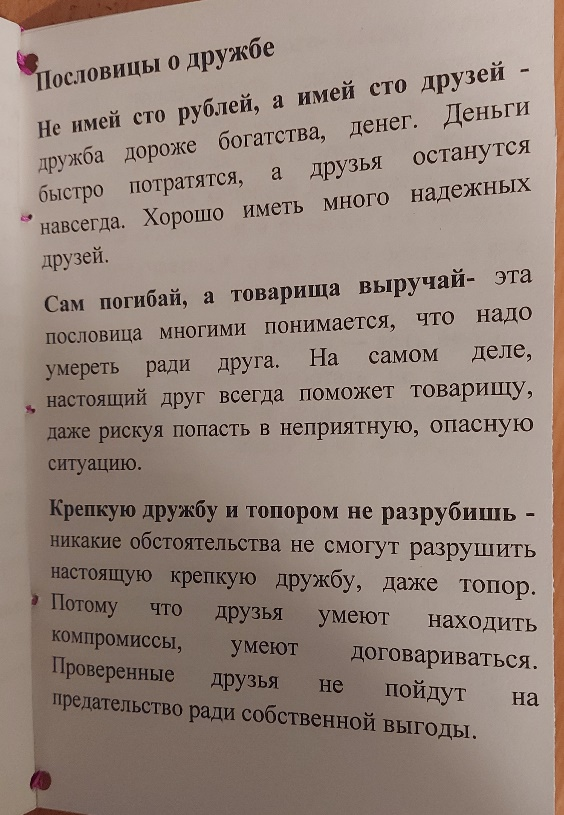 Пословицы о дружбе
Не имей сто рублей, а имей сто друзей -
дружба дороже богатства, денег. Деньги
быстро потратятся, а друзья останутся
навсегда. Хорошо иметь много надежных
друзей.
Сам погибай, а товарища выручай- эта
пословица многими понимается, что надо
умереть ради друга. На самом деле,
настоящий друг всегда поможет товарищу,
даже рискуя попасть в неприятную, опасную
ситуацию.
Крепкую дружбу и топором не разрубишь -
никакие обстоятельства не смогут разрушить
настоящую крепкую дружбу, даже топор.
Потому что друзья умеют находить
компромиссы, умеют договариваться.
Проверенные друзья не пойдут на
предательство ради собственной выгоды.